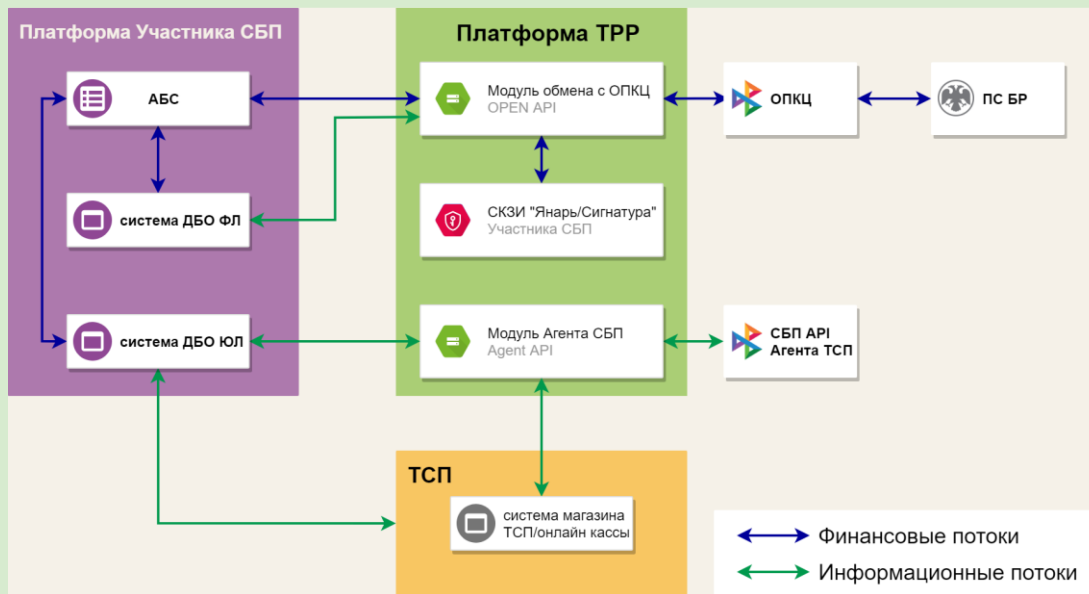 Платформа Участника СБП
АБС
система ДБО ФЛ
система ДБО ЮЛ
Платформа ТРР
Модуль обмена с ОПКЦ
OPEN API
СКЗИ "Янарь/Сигнатура"
Участника СБП
Модуль Агента СБП
Agent API
ОПКЦ
ПС БР
СБП API
Агента ТСП
ТСП
система магазина
ТСП/онлайн кассы
Финансовые потоки
Информационные потоки